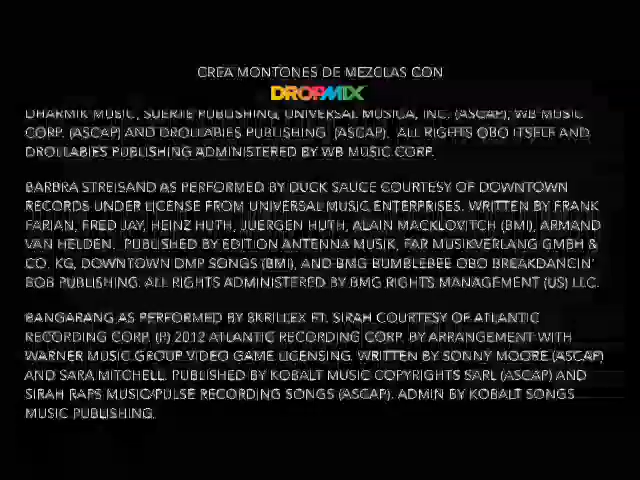 CREA MONTONES DE MEZCLAS CON
DROPMIX
DHARMIK MUSIC, SUERTE PUBLISHING, UNIVERSAL MUSICA, INC. (ASCAP), WB MUSIC
CORP. (ASCAP) AND DROLLABIES PUBLISHING (ASCAP). ALL RIGHTS OBO ITSELF AND
DROLLABIES PUBLISHING ADMINISTERED BY WB MUSIC CORP.
BARBRA STREISAND AS PERFORMED BY DUCK SAUCE COURTESY OF DOWNTOWN
RECORDS UNDER LICENSE FROM UNIVERSAL MUSIC ENTERPRISES. WRITTEN BY FRANK
FARIAN, FRED JAY, HEINZ HUTH, JUERGEN HUTH, ALAIN MACKLOVITCH (BMI), ARMAND
VAN HELDEN. PUBLISHED BY EDITION ANTENNA MUSIK, FAR MUSIKVERLANG GMBH &
CO. KG, DOWNTOWN DMP SONGS (BMI), AND BMG BUMBLEBEE OBO BREAKDANCIN'
BOB PUBLISHING. ALL RIGHTS ADMINISTERED BY BMG RIGHTS MANAGEMENT (US) LLC.
BANGARANG AS PERFORMED BY SKRILLEX FT. SIRAH COURTESY OF ATLANTIC
RECORDING CORP. (P) 2012 ATLANTIC RECORDING CORP. BY ARRANGEMENT WITH
WARNER MUSIC GROUP VIDEO GAME LICENSING. WRITTEN BY SONNY MOORE (ASCAP)
AND SARA MITCHELL. PUBLISHED BY KOBALT MUSIC COPYRIGHTS SARL (ASCAP) AND
SIRAH RAPS MUSIC/PULSE RECORDING SONGS (ASCAP). ADMIN BY KOBALT SONGS
MUSIC PUBLISHING.